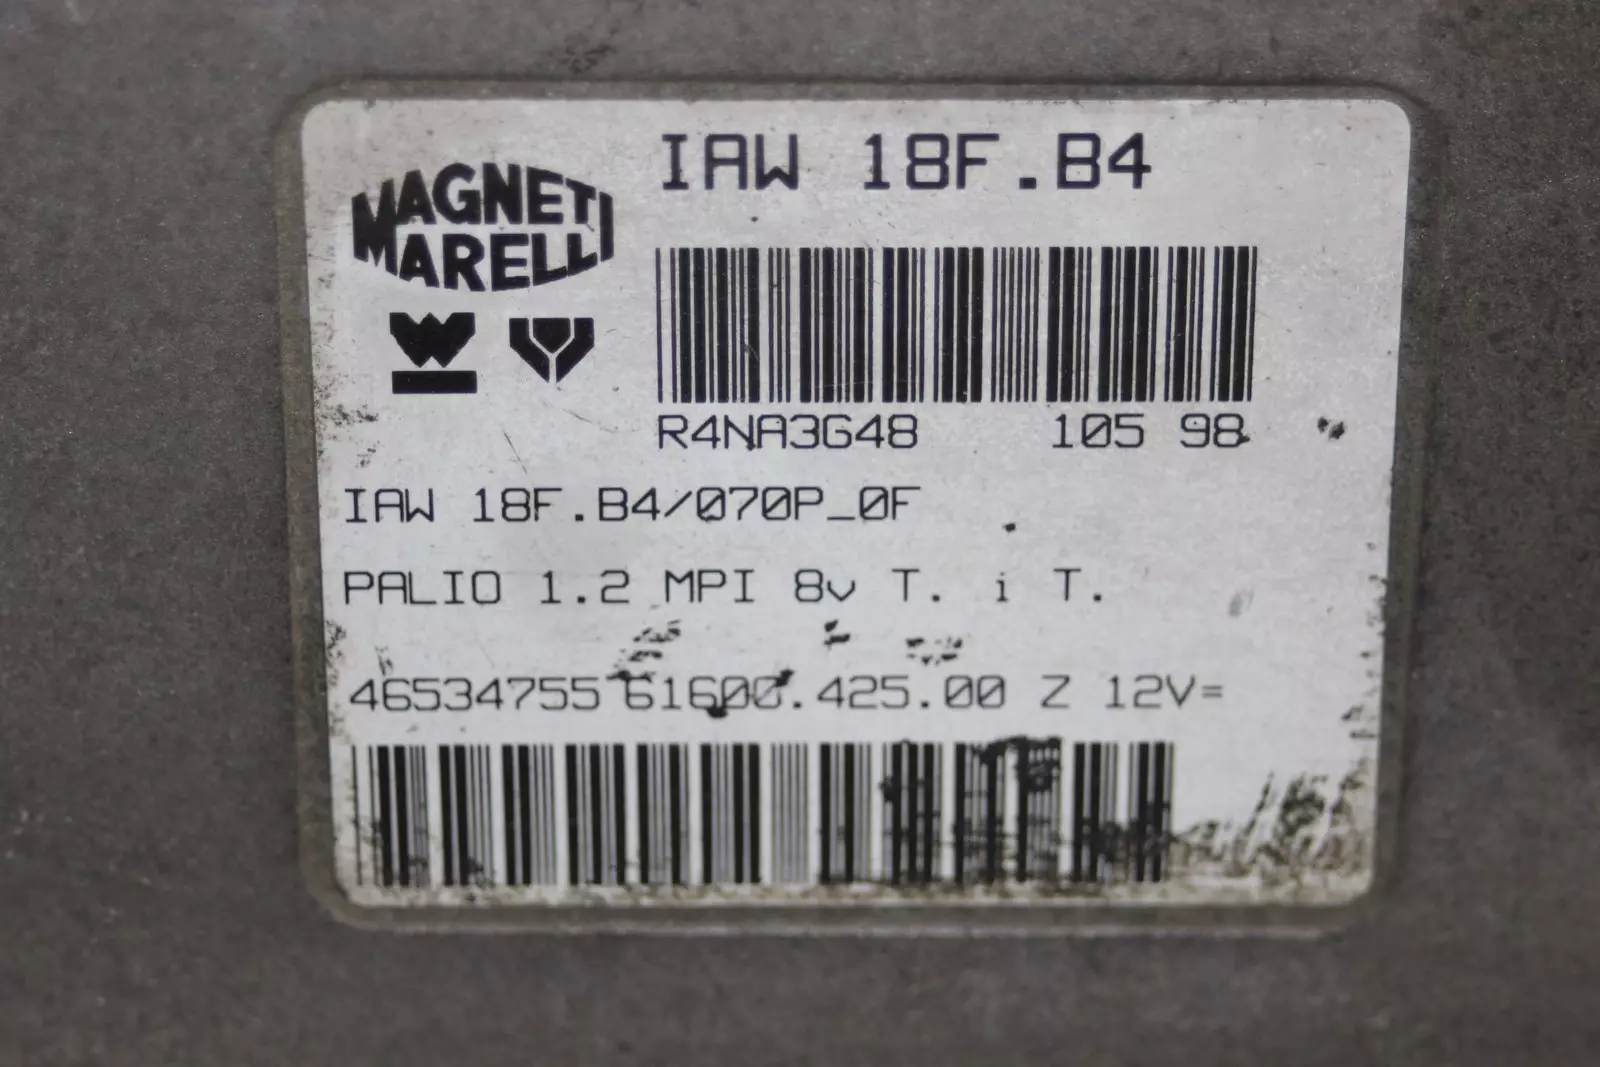 IAW 18F.B4
MAGNETI
MARELLI
R4NA3G48 105 98
IAW 18F.B4/070P_0F
PALIO 1.2 MPI 8v T. i T.
46534755 61600.425.00 Z 12V=